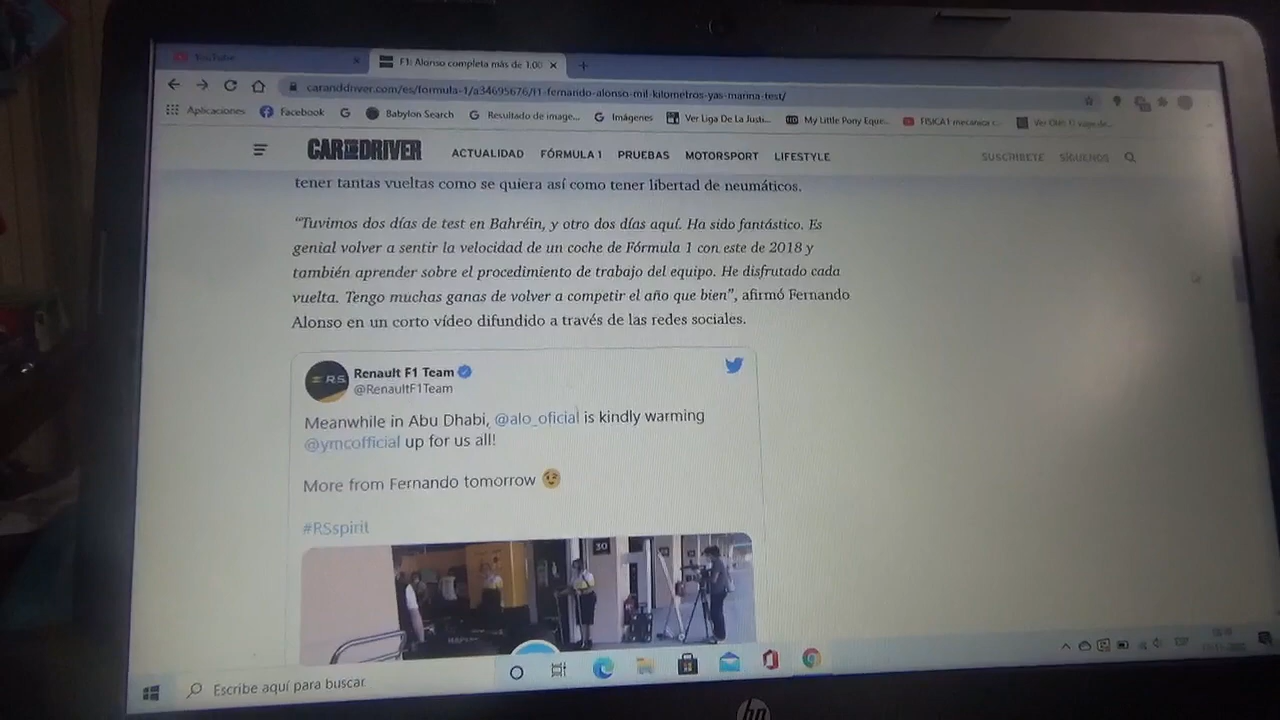 YouTube
F1: Alonso completa más de 1.00
caranddriver.com/es/formula-1/a34695676/f1-fernando-alonso-mil-kilometros-yas-marina-test/
Aplicaciones Facebook Babylon Search Resultado de image... Imágenes Ver Liga De La Justi... My Little Pony Eque... FISICA1 mecanica c...
CAR AND DRIVER ACTUALIDAD FÓRMULA 1 PRUEBAS MOTORSPORT LIFESTYLE SUSCRÍBETE SÍGUENOS
tener tantas vueltas como se quiera así como tener libertad de neumáticos.
“Tuvimos dos días de test en Bahréin, y otro dos días aquí. Ha sido fantástico. Es
genial volver a sentir la velocidad de un coche de Fórmula 1 con este de 2018 y
también aprender sobre el procedimiento de trabajo del equipo. He disfrutado cada
vuelta. Tengo muchas ganas de volver a competir el año que bien”, afirmó Fernando
Alonso en un corto vídeo difundido a través de las redes sociales.
R.S.
Renault F1 Team
@RenaultF1Team
Meanwhile in Abu Dhabi, @alo_oficial is kindly warming
@ymcofficial up for us all!
More from Fernando tomorrow 😉
#RSspirit
30
Escribe aquí para buscar
hp